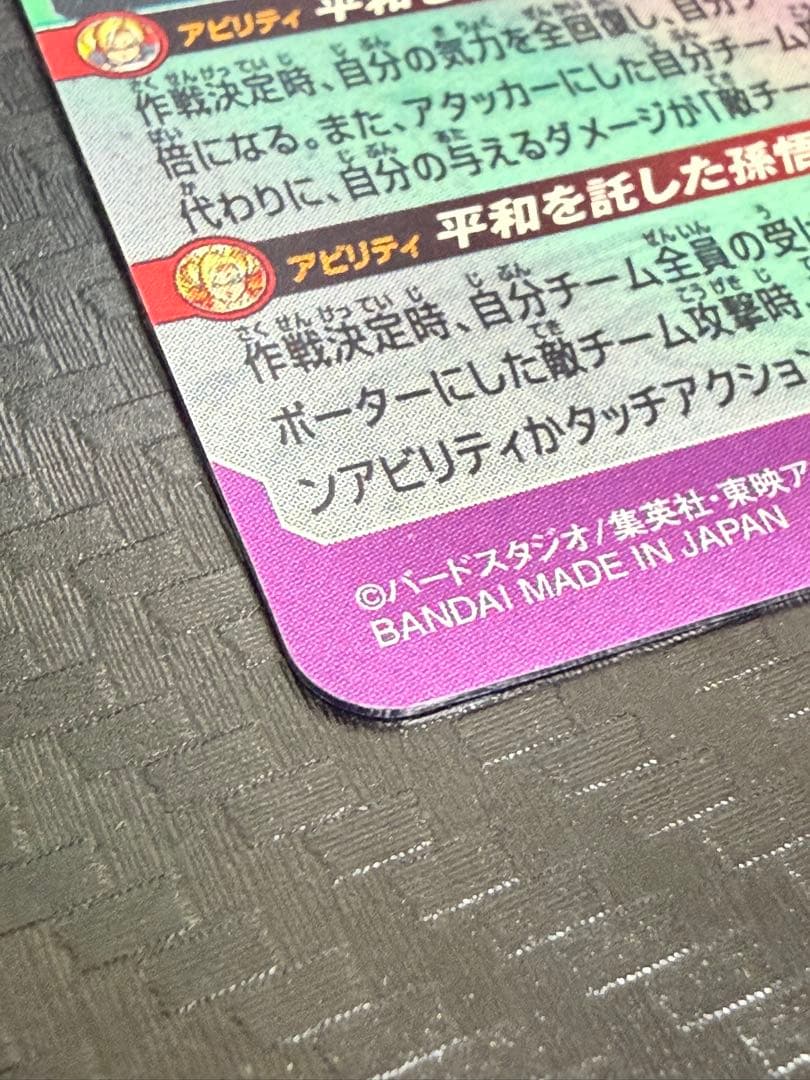 アビリティ 平和
作戦決定時、自分の気力を全回復し、自分
倍になる。また、アタッカーにした自分チーム
代わりに、自分の与えるダメージが「敵チー
アビリティ 平和を託した孫悟
作戦決定時、自分チーム全員の受
ポーターにした敵チーム攻撃時、
ンアビリティかタッチアクション
©バードスタジオ/集英社・東映ア
BANDAI MADE IN JAPAN